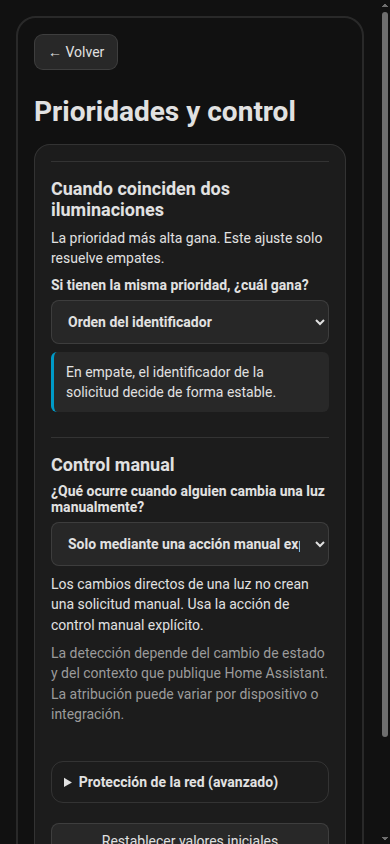 ← Volver
Prioridades y control
Cuando coinciden dos
iluminaciones
La prioridad más alta gana. Este ajuste solo
resuelve empates.
Si tienen la misma prioridad, ¿cuál gana?
Orden del identificador
En empate, el identificador de la
solicitud decide de forma estable.
Control manual
¿Qué ocurre cuando alguien cambia una luz
manualmente?
Solo mediante una acción manual exp
Los cambios directos de una luz no crean
una solicitud manual. Usa la acción de
control manual explícito.
La detección depende del cambio de estado
y del contexto que publique Home Assistant.
La atribución puede variar por dispositivo o
integración.
▶ Protección de la red (avanzado)
Restablecer valores iniciales